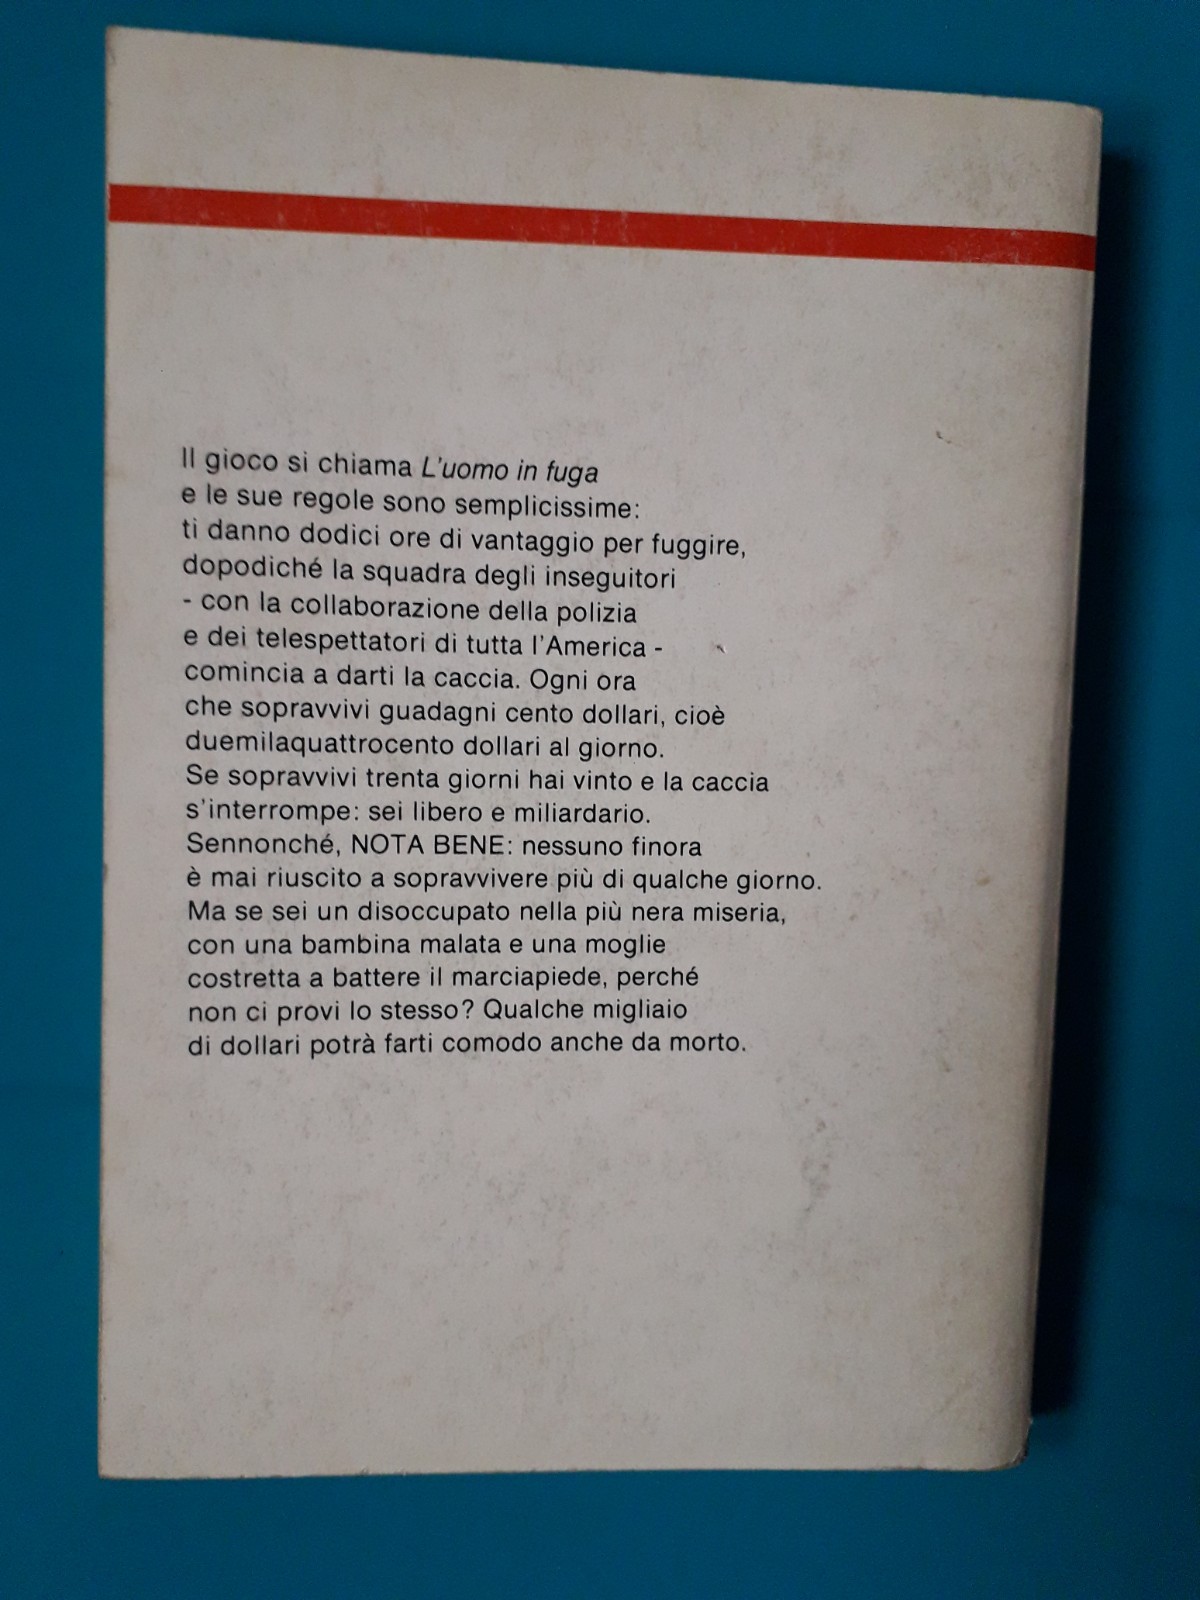 Il gioco si chiama L'uomo in fuga
e le sue regole sono semplicissime:
ti danno dodici ore di vantaggio per fuggire,
dopodiché la squadra degli inseguitori
- con la collaborazione della polizia
e dei telespettatori di tutta l'America -
comincia a darti la caccia. Ogni ora
che sopravvivi guadagni cento dollari, cioè
duemilaquattrocento dollari al giorno.
Se sopravvivi trenta giorni hai vinto e la caccia
s'interrompe: sei libero e miliardario.
Sennonché, NOTA BENE: nessuno finora
è mai riuscito a sopravvivere più di qualche giorno.
Ma se sei un disoccupato nella più nera miseria,
con una bambina malata e una moglie
costretta a battere il marciapiede, perché
non ci provi lo stesso? Qualche migliaio
di dollari potrà farti comodo anche da morto.